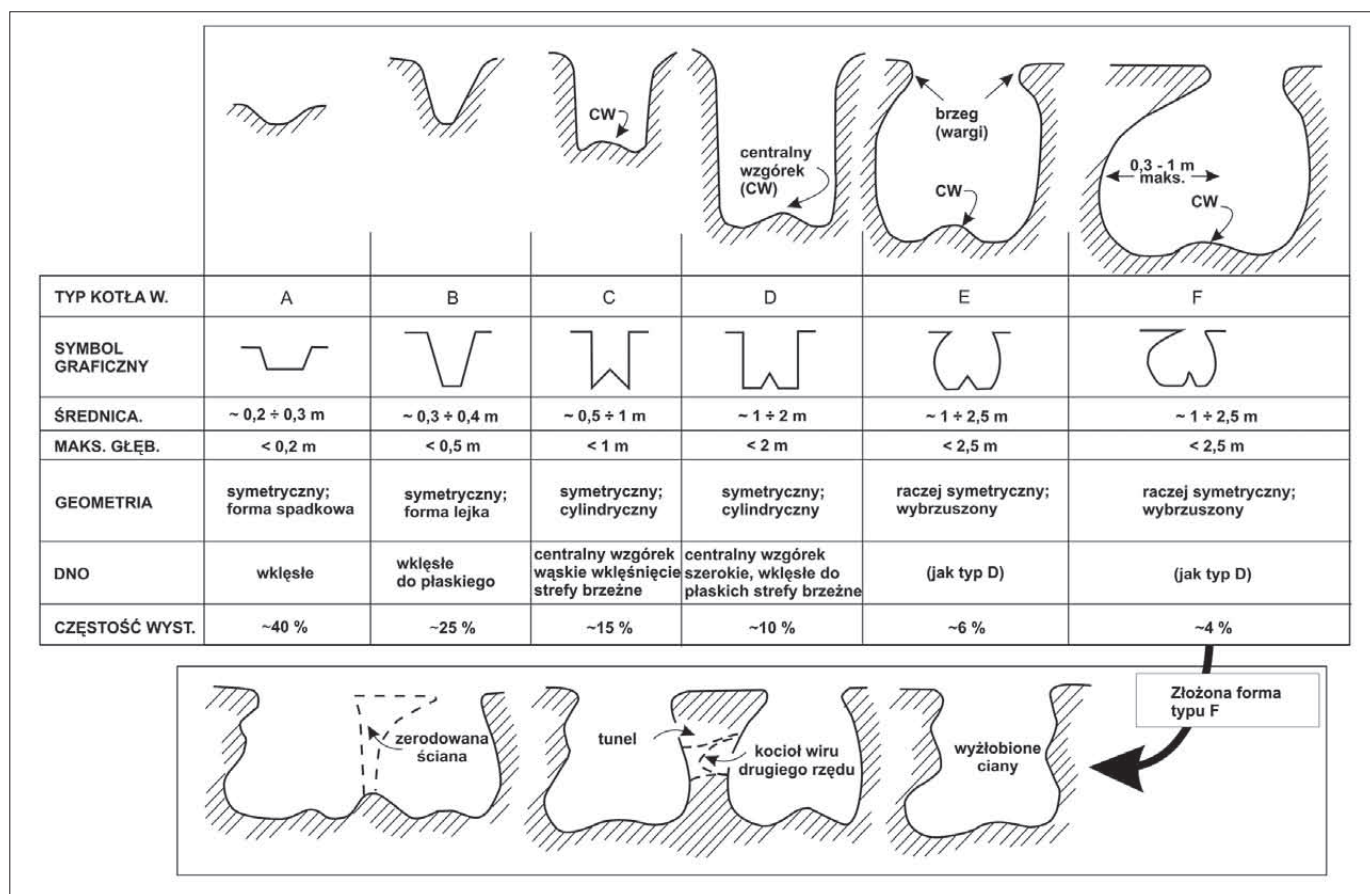 CW
centralny
wzgórek
(CW)
brzeg
(wargi)
CW
0,3 - 1 m
maks.
CW
TYP KOTŁA W. A B C D E F
SYMBOL
GRAFICZNY
ŚREDNICA. ~ 0,2 ÷ 0,3 m ~ 0,3 ÷ 0,4 m ~ 0,5 ÷ 1 m ~ 1 ÷ 2 m ~ 1 ÷ 2,5 m ~ 1 ÷ 2,5 m
MAKS. GŁĘB. < 0,2 m < 0,5 m < 1 m < 2 m < 2,5 m < 2,5 m
GEOMETRIA
symetryczny;
forma spadkowa
symetryczny;
forma lejka
symetryczny;
cylindryczny
symetryczny;
cylindryczny
raczej symetryczny;
wybrzuszony
raczej symetryczny;
wybrzuszony
DNO
wklęsłe
wklęsłe
do płaskiego
centralny wzgórek
wąskie wklęśnięcie
strefy brzeżne
centralny wzgórek
szerokie, wklęsłe do
płaskich strefy brzeżne
(jak typ D)
(jak typ D)
CZĘSTOŚĆ WYST. ~40 % ~25 % ~15 % ~10 % ~6 % ~4 %
zerodowana
ściana
tunel
kocioł wiru
drugiego rzędu
wyżłobione
ciany
Złożona forma
typu F